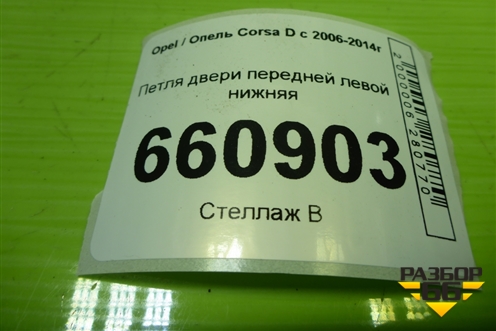 Opel / Опель Corsa D с 2006-2014г
Петля двери передней левой
нижняя
660903
Стеллаж В
2000006280770
РАЗБОР
66